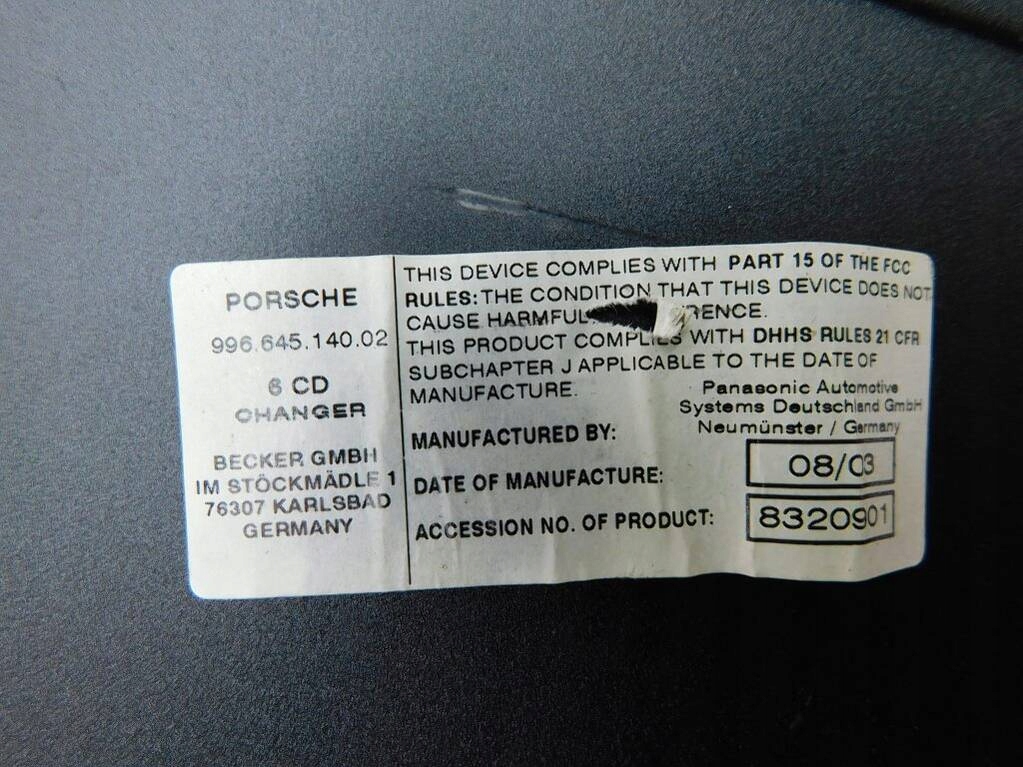 PORSCHE
996.645.140.02
6 CD
CHANGER
BECKER GMBH
IM STÖCKMÄDLE 1
76307 KARLSBAD
GERMANY
THIS DEVICE COMPLIES WITH PART 15 OF THE FCC
RULES: THE CONDITION THAT THIS DEVICE DOES NOT
CAUSE HARMFUL RENCE.
THIS PRODUCT COMPLIES WITH DHHS RULES 21 CFR
SUBCHAPTER J APPLICABLE TO THE DATE OF
MANUFACTURE.
Panasonic Automotive
Systems Deutschland GmbH
Neumünster / Germany
MANUFACTURED BY:
DATE OF MANUFACTURE: 08/03
ACCESSION NO. OF PRODUCT: 8320901